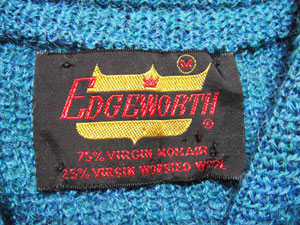 M
EDGEWORTH
®
75% VIRGIN MOHAIR
25% VIRGIN WORSTED WOOL